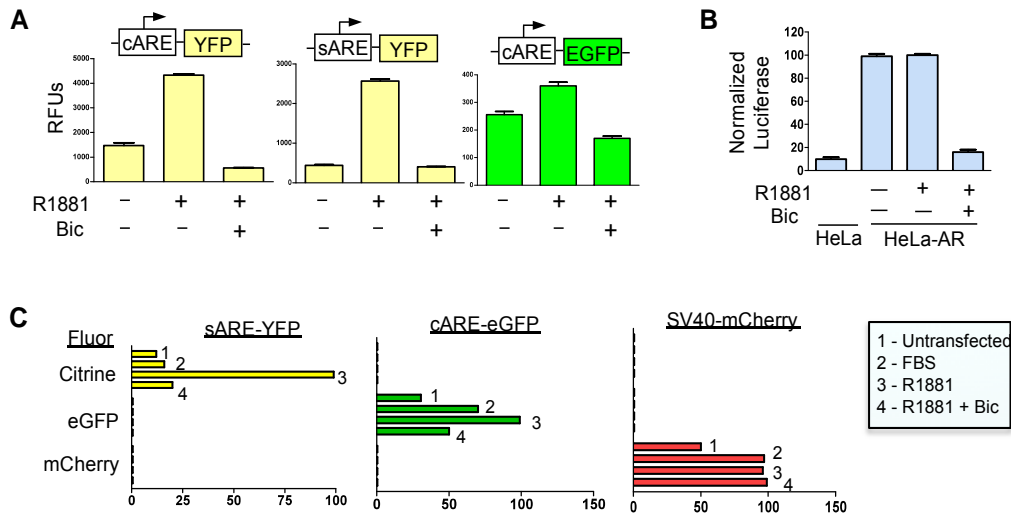 A
cARE YFP
RFUs
5000
4000
3000
2000
1000
0
sARE YFP
3000
2000
1000
0
cARE EGFP
400
300
200
100
0
R1881 – + + – + + – + +
Bic – – + – – + – – +
B
Normalized
Luciferase
120
100
80
60
40
20
0
R1881 — + +
Bic — — +
HeLa HeLa-AR
C
Fluor
Citrine
eGFP
mCherry
sARE-YFP
1
2
3
4
0 25 50 75 100
cARE-eGFP
1
2
3
4
0 50 100 150
SV40-mCherry
1
2
3
4
0 50 100 150
1 - Untransfected
2 - FBS
3 - R1881
4 - R1881 + Bic